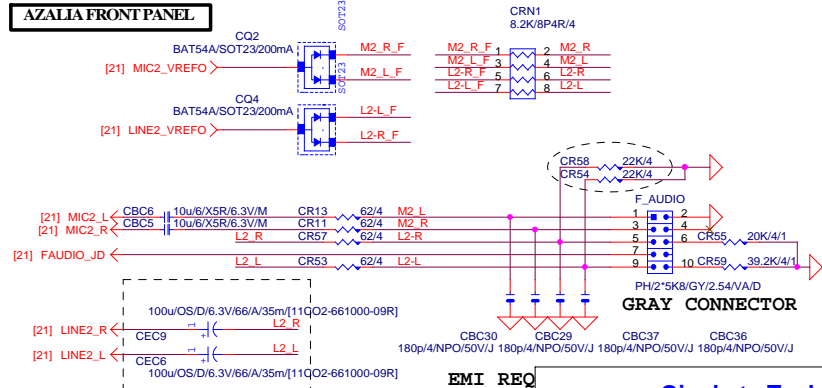 AZALIA FRONT PANEL
SOT23
CQ2
BAT54A/SOT23/200mA
[21] MIC2_VREFO
M2_R_F
M2_L_F
SOT23
CQ4
BAT54A/SOT23/200mA
[21] LINE2_VREFO
L2-L_F
L2-R_F
CRN1
8.2K/8P4R/4
M2_R_F 1 2 M2_R
M2_L_F 3 4 M2_L
L2-R_F 5 6 L2-R
L2-L_F 7 8 L2-L
CR58 22K/4
CR54 22K/4
F_AUDIO
[21] MIC2_L CBC6 10u/6/X5R/6.3V/M CR13 62/4 M2_L 1 2
[21] MIC2_R CBC5 10u/6/X5R/6.3V/M CR11 62/4 M2_R 3 4
L2_R CR57 62/4 L2-R 5 6 CR55 20K/4/1
[21] FAUDIO_JD 7
L2_L CR53 62/4 L2-L 9 10 CR59 39.2K/4/1
PH/2*5K8/GY/2.54/VA/D
GRAY CONNECTOR
100u/OS/D/6.3V/66/A/35m/[11CO2-661000-09R]
[21] LINE2_R 1 + L2_R
CEC9
[21] LINE2_L 1 + L2_L
CEC6
100u/OS/D/6.3V/66/A/35m/[11CO2-661000-09R]
CBC30 CBC29 CBC37 CBC36
180p/4/NPO/50V/J 180p/4/NPO/50V/J 180p/4/NPO/50V/J 180p/4/NPO/50V/J
EMI REQ